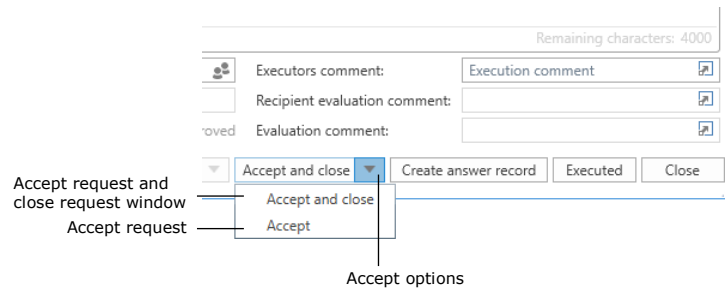 Remaining characters: 4000
Executors comment: Execution comment
Recipient evaluation comment:
roved Evaluation comment:
Accept and close Create answer record Executed Close
Accept request and
close request window
Accept and close
Accept request
Accept
Accept options